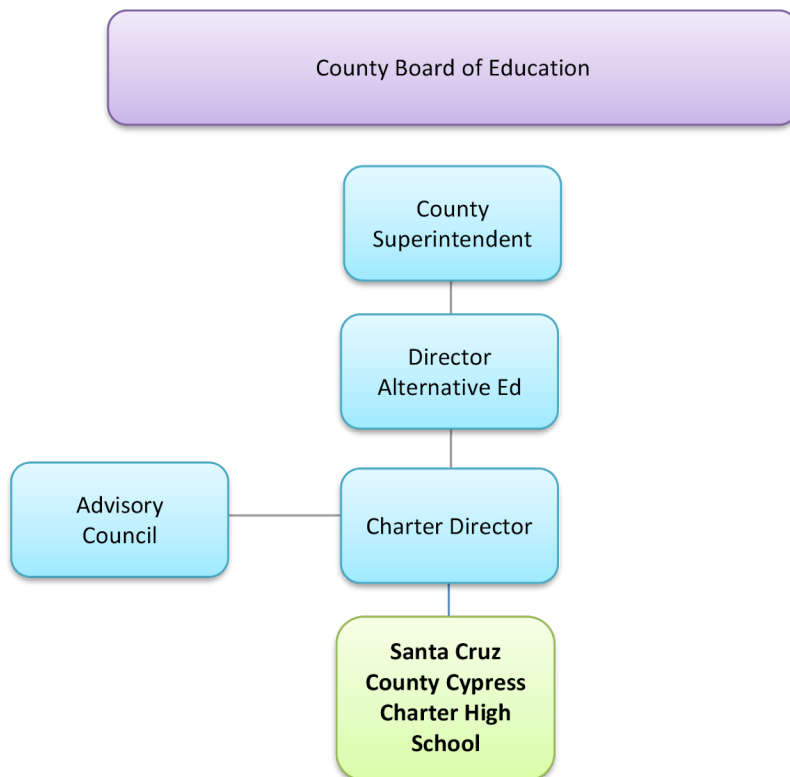 County Board of Education
County
Superintendent
Director
Alternative Ed
Advisory
Council
Charter Director
Santa Cruz
County Cypress
Charter High
School